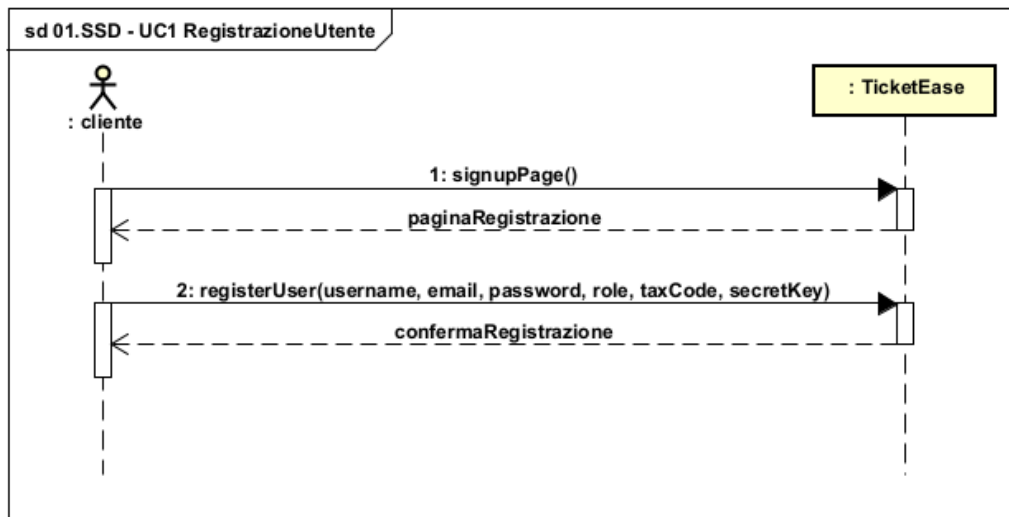 sd 01.SSD - UC1 RegistrazioneUtente
: cliente
: TicketEase
1: signupPage()
paginaRegistrazione
2: registerUser(username, email, password, role, taxCode, secretKey)
confermaRegistrazione